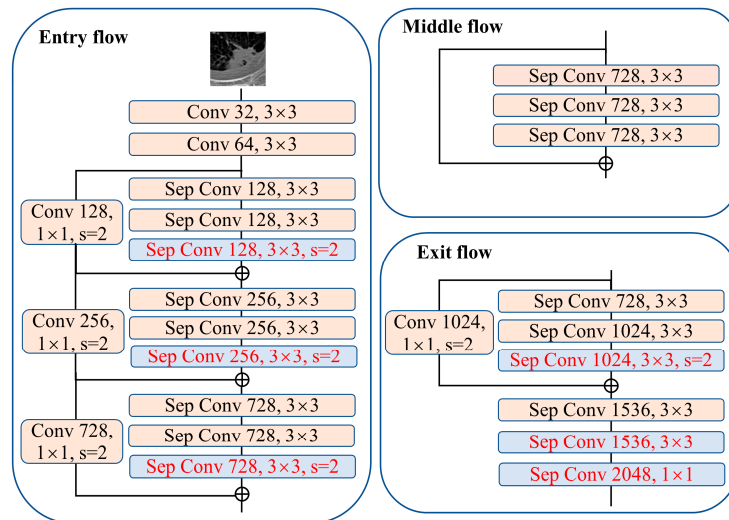 Entry flow
Conv 32, 3×3
Conv 64, 3×3
Sep Conv 128, 3×3
Conv 128,
1×1, s=2
Sep Conv 128, 3×3
Sep Conv 128, 3×3, s=2
Sep Conv 256, 3×3
Conv 256,
1×1, s=2
Sep Conv 256, 3×3
Sep Conv 256, 3×3, s=2
Sep Conv 728, 3×3
Conv 728,
1×1, s=2
Sep Conv 728, 3×3
Sep Conv 728, 3×3, s=2
Middle flow
Sep Conv 728, 3×3
Sep Conv 728, 3×3
Sep Conv 728, 3×3
Exit flow
Sep Conv 728, 3×3
Conv 1024,
1×1, s=2
Sep Conv 1024, 3×3
Sep Conv 1024, 3×3, s=2
Sep Conv 1536, 3×3
Sep Conv 1536, 3×3
Sep Conv 2048, 1×1